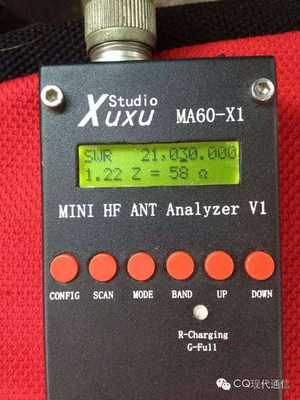 Studio
Xuxu MA60-X1
SWR 21,030.000
1.22 Z = 58 Ω
MINI HF ANT Analyzer V1
CONFIG SCAN MODE BAND UP DOWN
R-Charging
G-Full
CQ现代通信